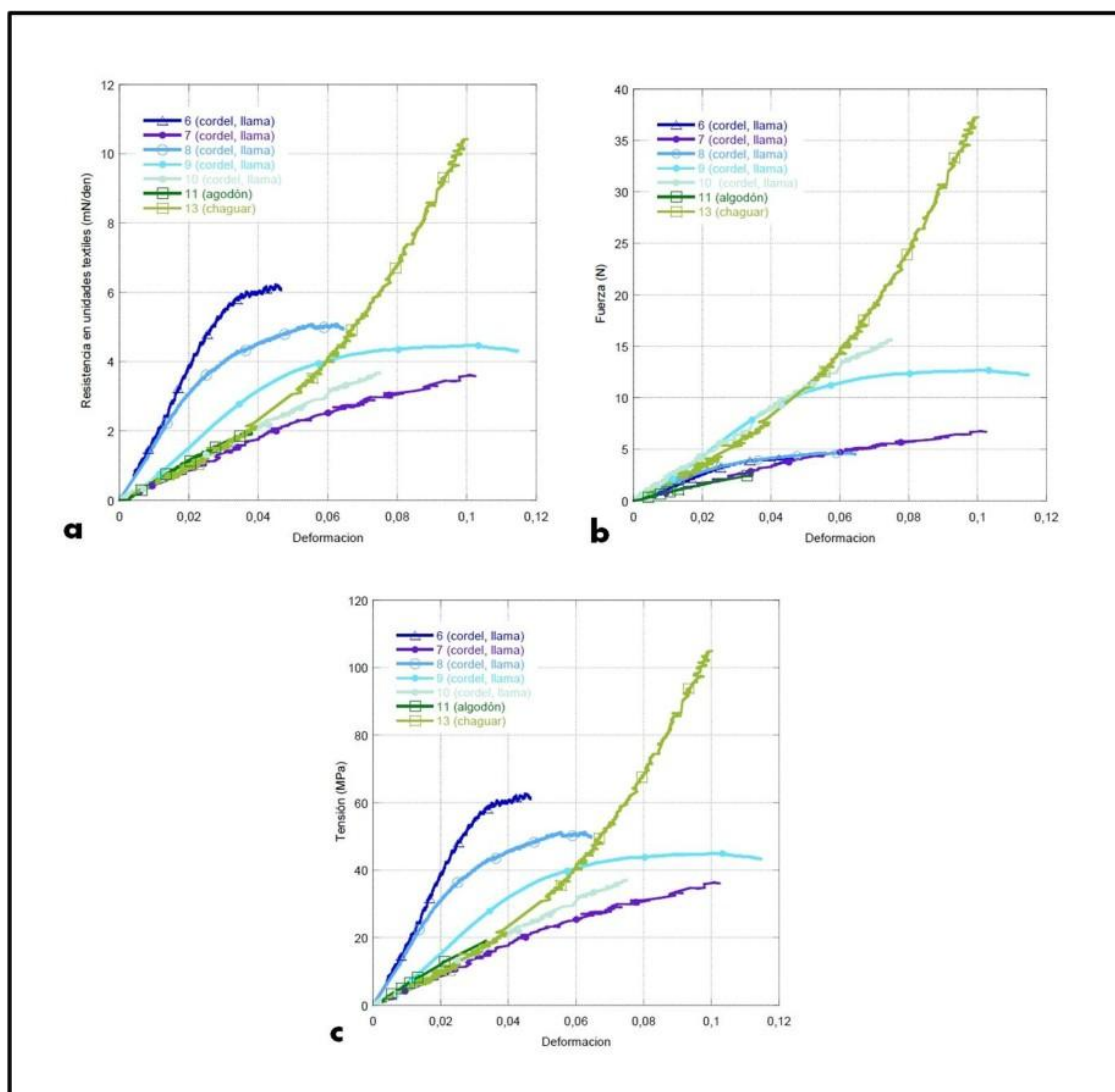 12
10
8
6
4
2
0
Resistencia en unidades textiles (mN/den)
6 (cordel, llama)
7 (cordel, llama)
8 (cordel, llama)
9 (cordel, llama)
10 (cordel, llama)
11 (agodón)
13 (chaguar)
0
0,02
0,04
0,06
0,08
0,1
0,12
Deformacion
a
40
35
30
25
20
15
10
5
0
Fuerza (N)
6 (cordel, llama)
7 (cordel, llama)
8 (cordel, llama)
9 (cordel, llama)
10 (cordel, llama)
11 (algodón)
13 (chaguar)
0
0,02
0,04
0,06
0,08
0,1
0,12
Deformacion
b
120
100
80
60
40
20
0
Tensión (MPa)
6 (cordel, llama)
7 (cordel, llama)
8 (cordel, llama)
9 (cordel, llama)
10 (cordel, llama)
11 (algodón)
13 (chaguar)
0
0,02
0,04
0,06
0,08
0,1
0,12
Deformacion
c